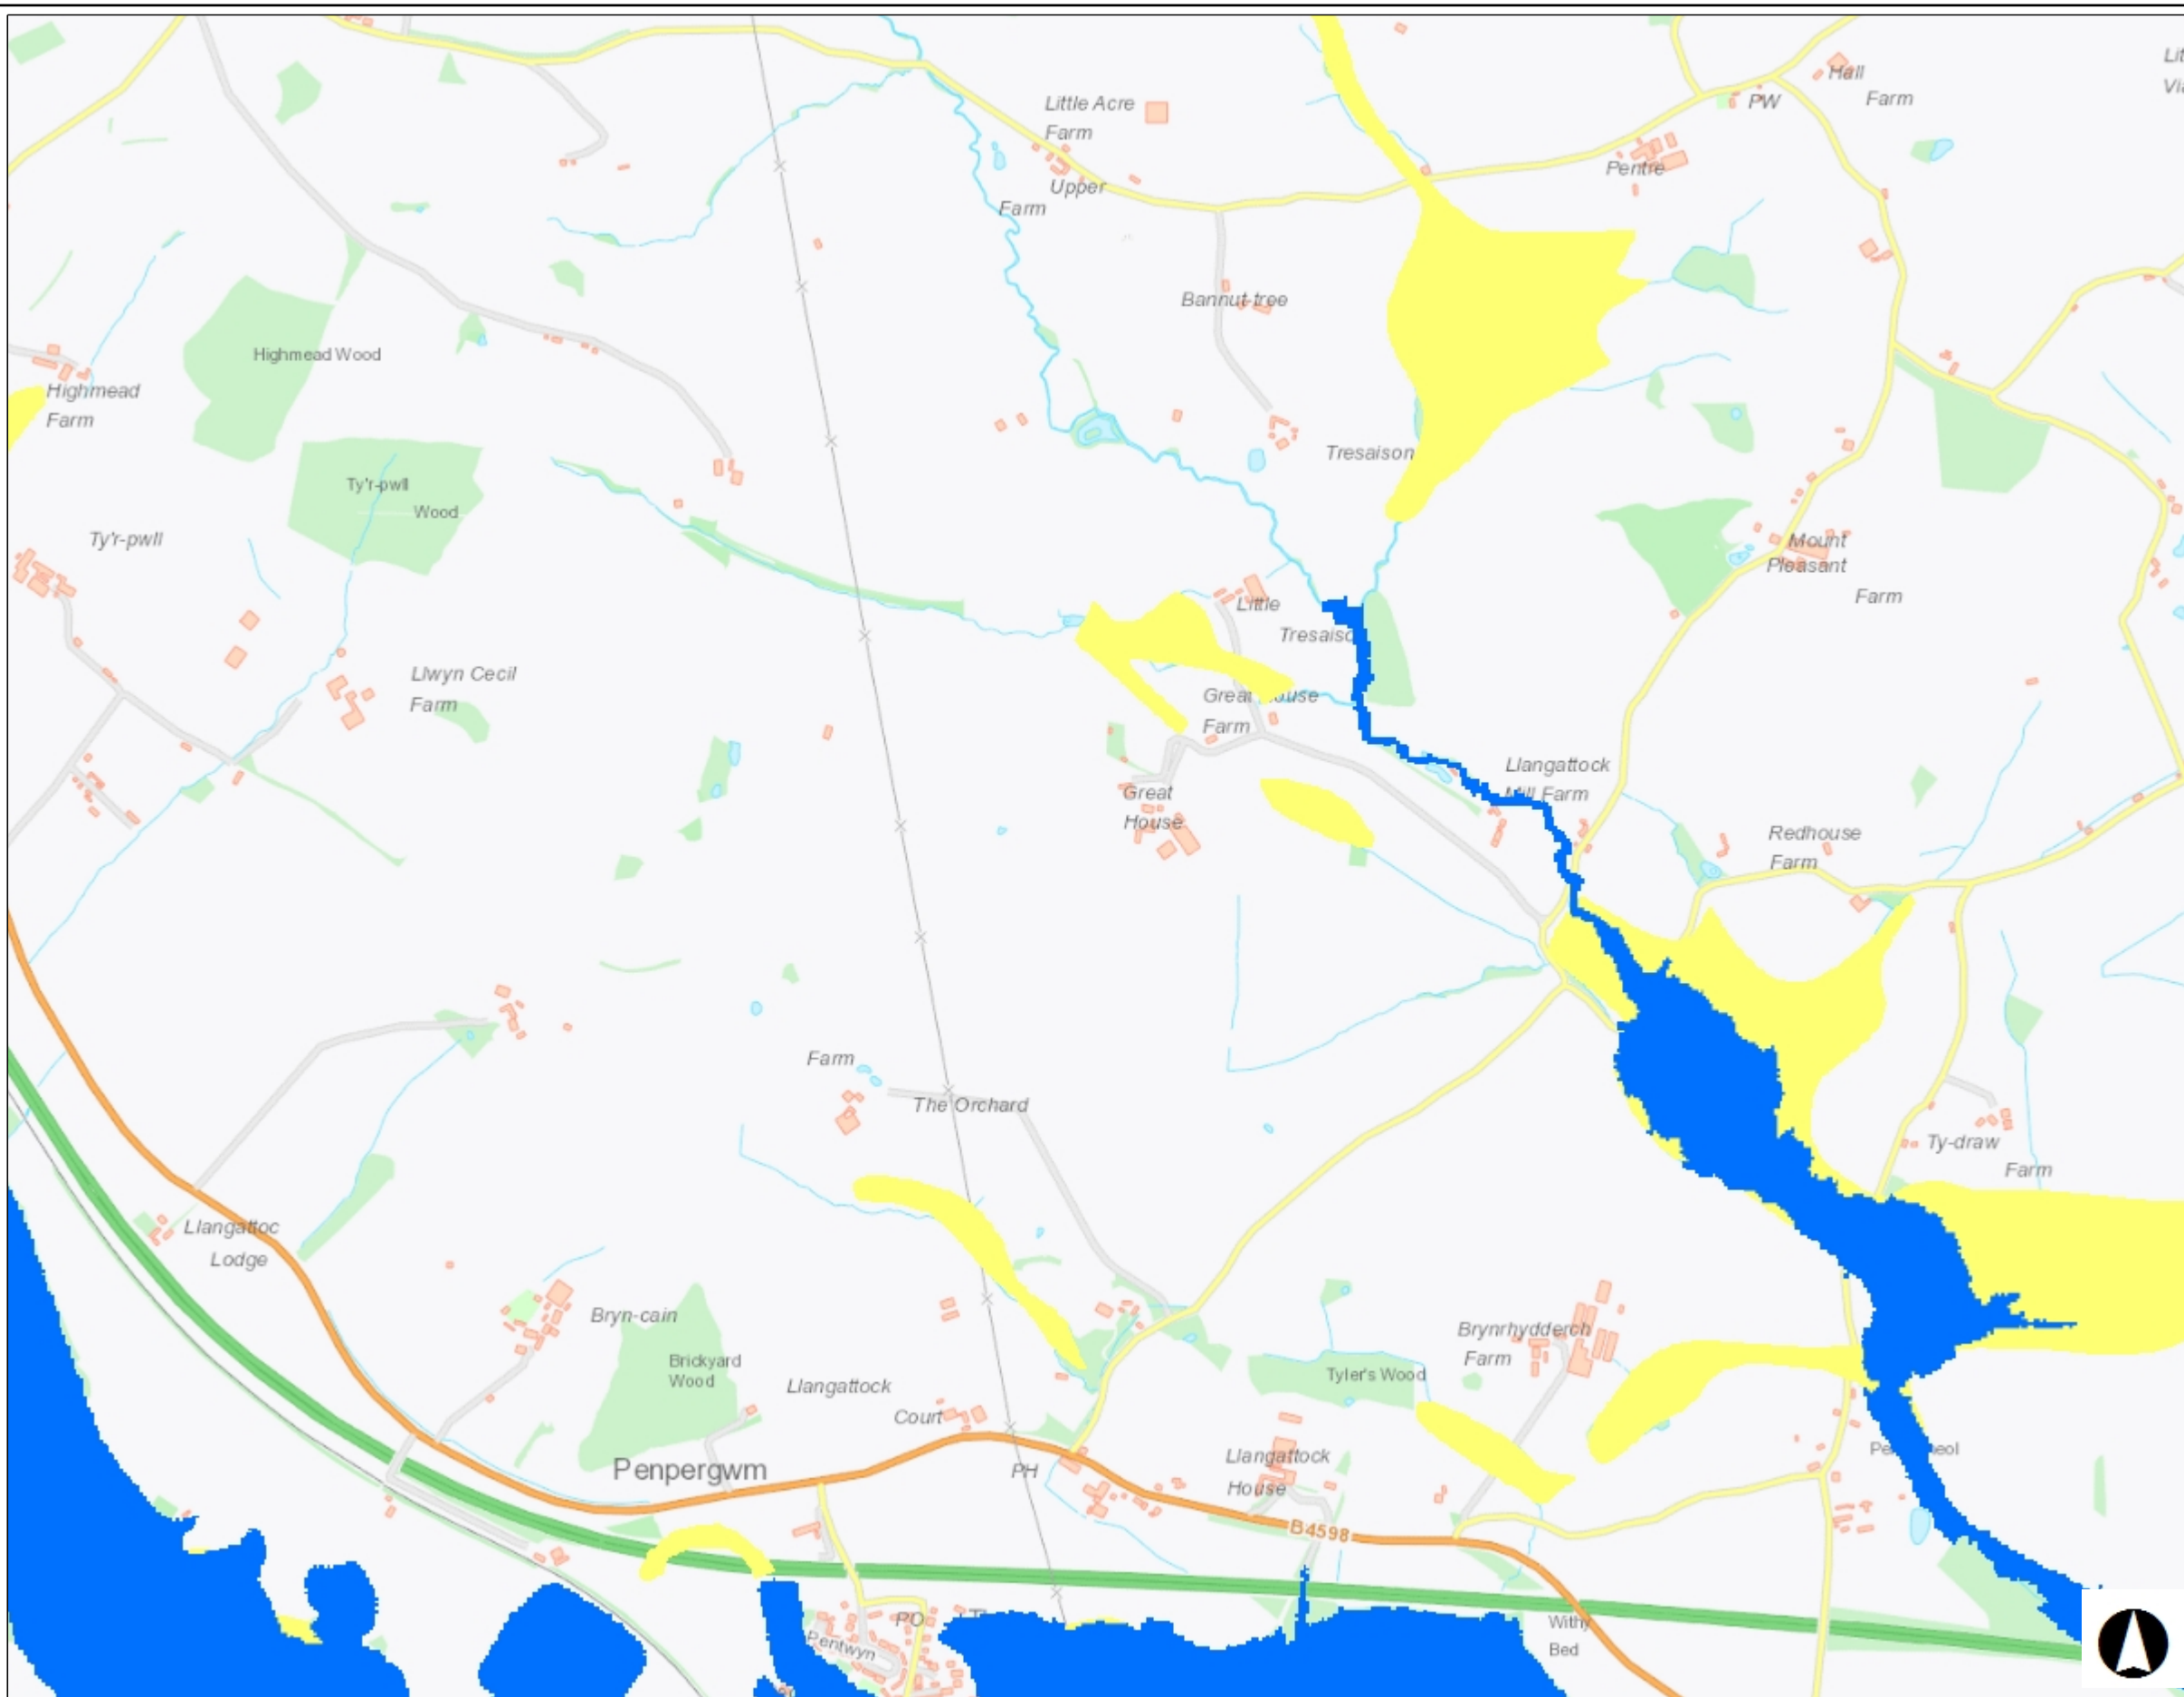 Hall
Farm
PW
Little Acre
Farm
Upper
Farm
Pentre
Bannut-tree
Highmead Wood
Highmead
Farm
Tresaison
Ty'r-pwll
Wood
Ty'r-pwll
Mount
Pleasant
Farm
Little
Llwyn Cecil
Farm
Farm
Llangattock
Mill Farm
Great
House
Redhouse
Farm
Farm
The Orchard
Ty-draw
Farm
Llangattoc
Lodge
Bryn-cain
Brickyard
Wood
Llangattock
Court
Brynrhydderch
Farm
Tyler's Wood
Penpergwm
PH
Llangattock
House
B4598
PO
Pentwyn
Withy
Bed